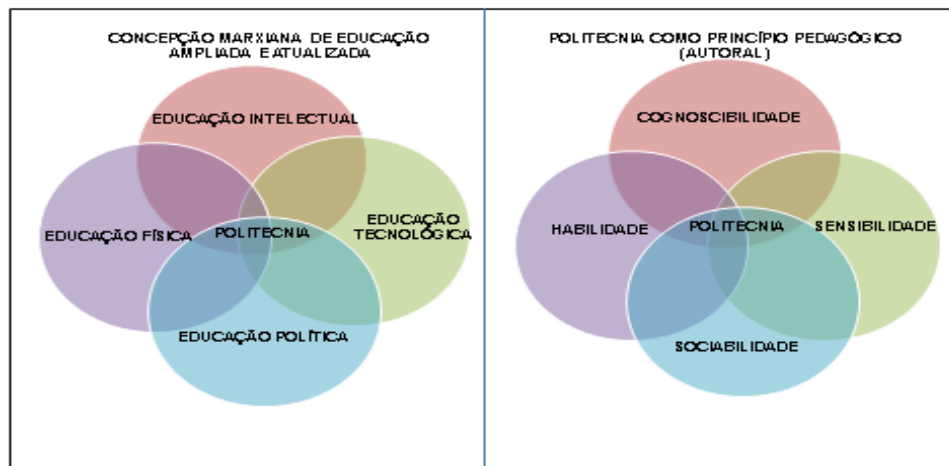 CONCEPÇÃO MARXIANA DE EDUCAÇÃO
AMPLIADA E ATUALIZADA
EDUCAÇÃO INTELECTUAL
EDUCAÇÃO FÍSICA
POLITECNIA
EDUCAÇÃO
TECNOLÓGICA
EDUCAÇÃO POLÍTICA
POLITECNIA COMO PRINCÍPIO PEDAGÓGICO
(AUTORAL)
COGNOSCIBILIDADE
HABILIDADE
POLITECNIA
SENSIBILIDADE
SOCIABILIDADE